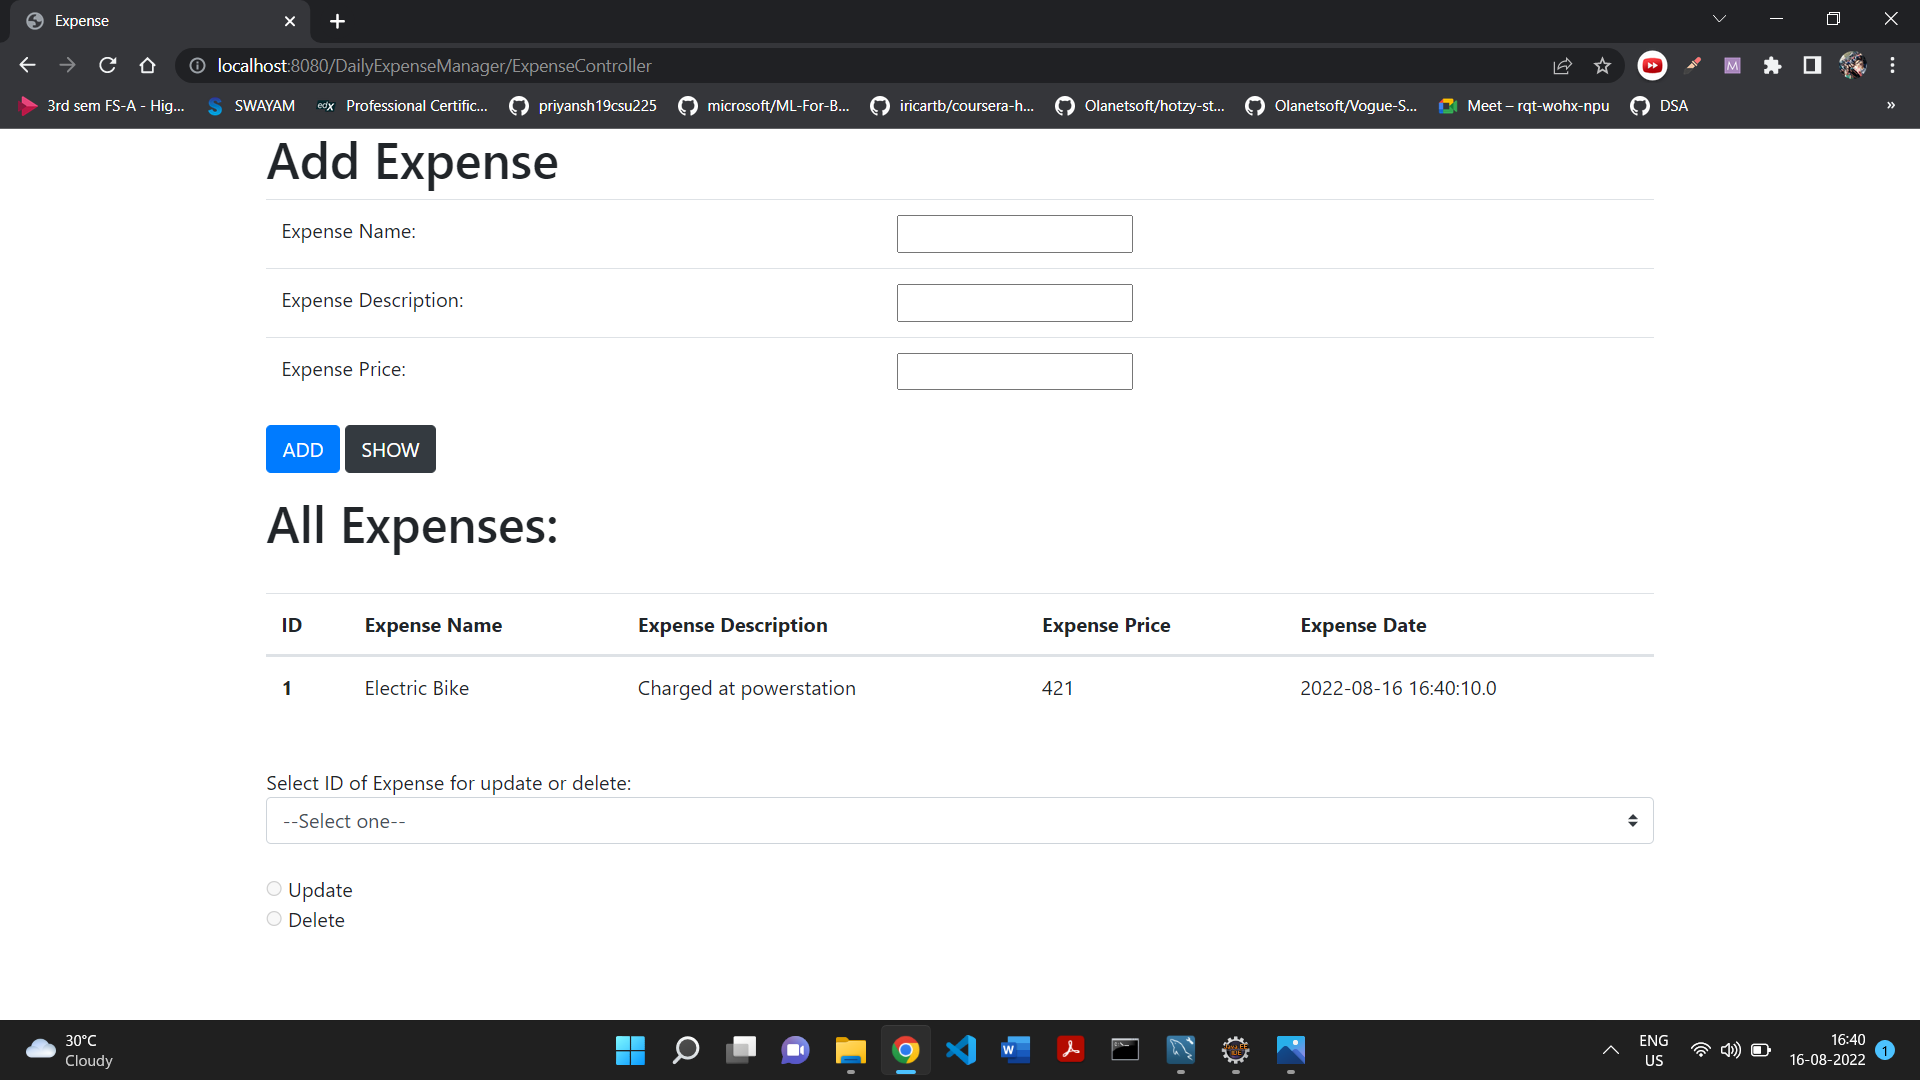 Expense
localhost:8080/DailyExpenseManager/ExpenseController
3rd sem FS-A - Hig... SWAYAM edx Professional Certific... priyansh19csu225 microsoft/ML-For-B... iricartb/coursera-h... Olanetsoft/hotzy-st... Olanetsoft/Vogue-S... Meet – rqt-wohx-npu DSA »
Add Expense
Expense Name:
Expense Description:
Expense Price:
ADD SHOW
All Expenses:
ID Expense Name Expense Description Expense Price Expense Date
1 Electric Bike Charged at powerstation 421 2022-08-16 16:40:10.0
Select ID of Expense for update or delete:
--Select one--
Update
Delete
30°C
Cloudy
ENG
US
16:40
16-08-2022
1